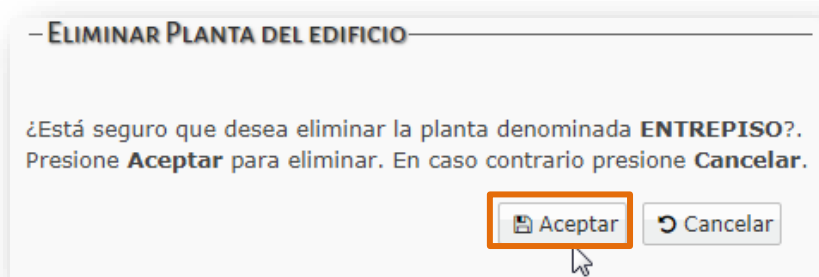 Eliminar Planta del edificio
¿Está seguro que desea eliminar la planta denominada ENTREPISO?.
Presione Aceptar para eliminar. En caso contrario presione Cancelar.
Aceptar Cancelar